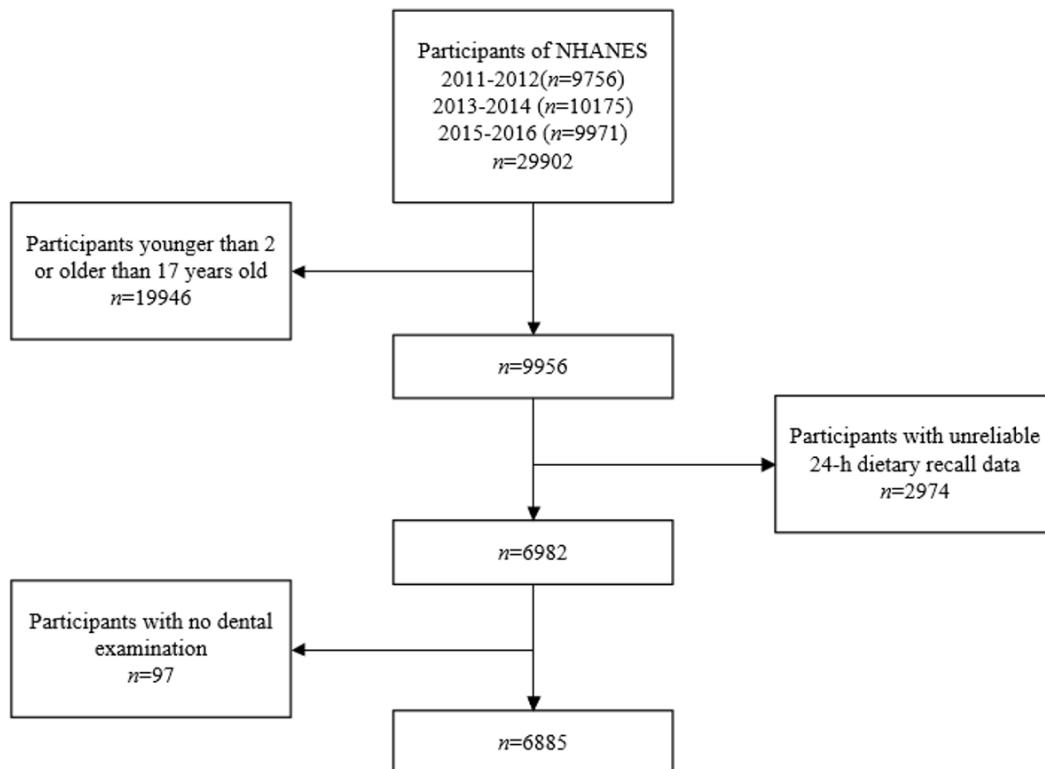 Participants of NHANES
2011-2012(n=9756)
2013-2014 (n=10175)
2015-2016 (n=9971)
n=29902
Participants younger than 2
or older than 17 years old
n=19946
n=9956
Participants with unreliable
24-h dietary recall data
n=2974
n=6982
Participants with no dental
examination
n=97
n=6885